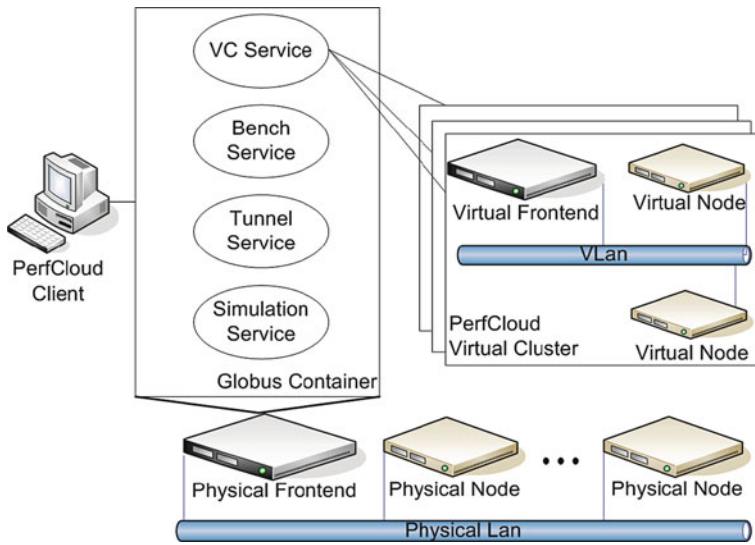 VC Service
Bench
Service
Tunnel
Service
Simulation
Service
Globus Container
PerfCloud
Client
Virtual Frontend
Virtual Node
VLan
PerfCloud
Virtual Cluster
Virtual Node
Physical Frontend
Physical Node
Physical Node
Physical Lan